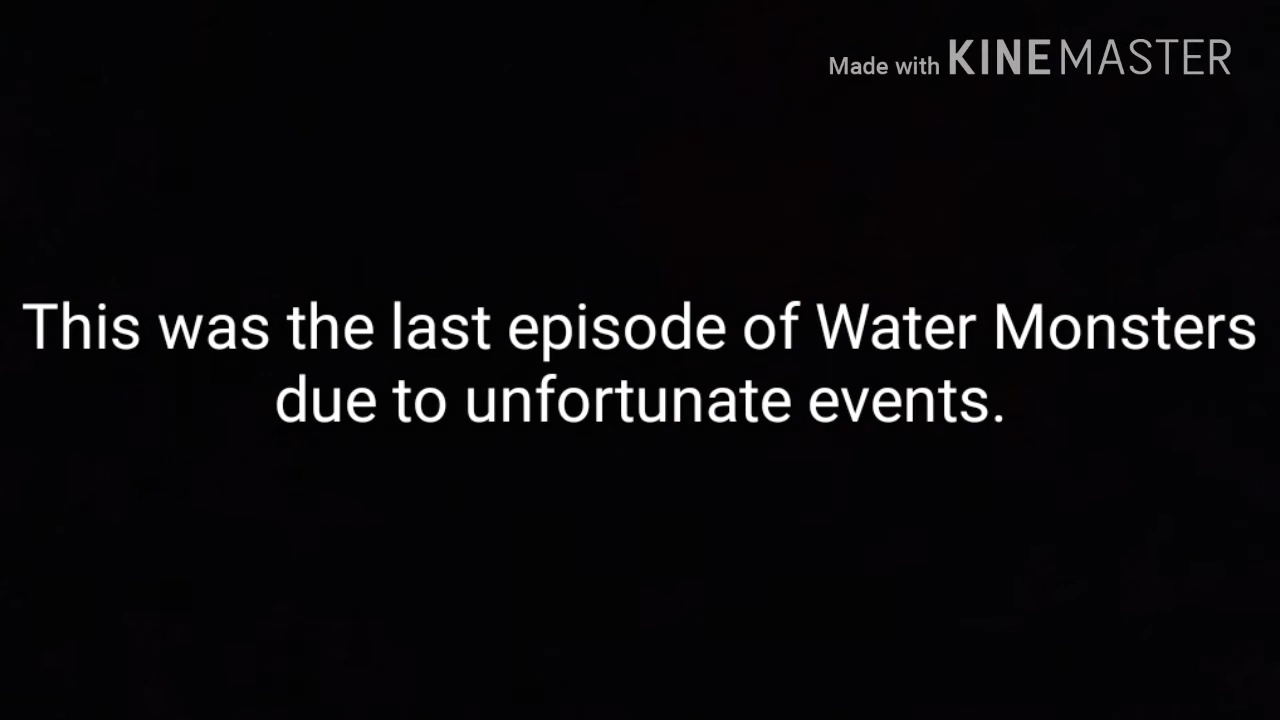 Made with KINEMASTER
This was the last episode of Water Monsters
due to unfortunate events.